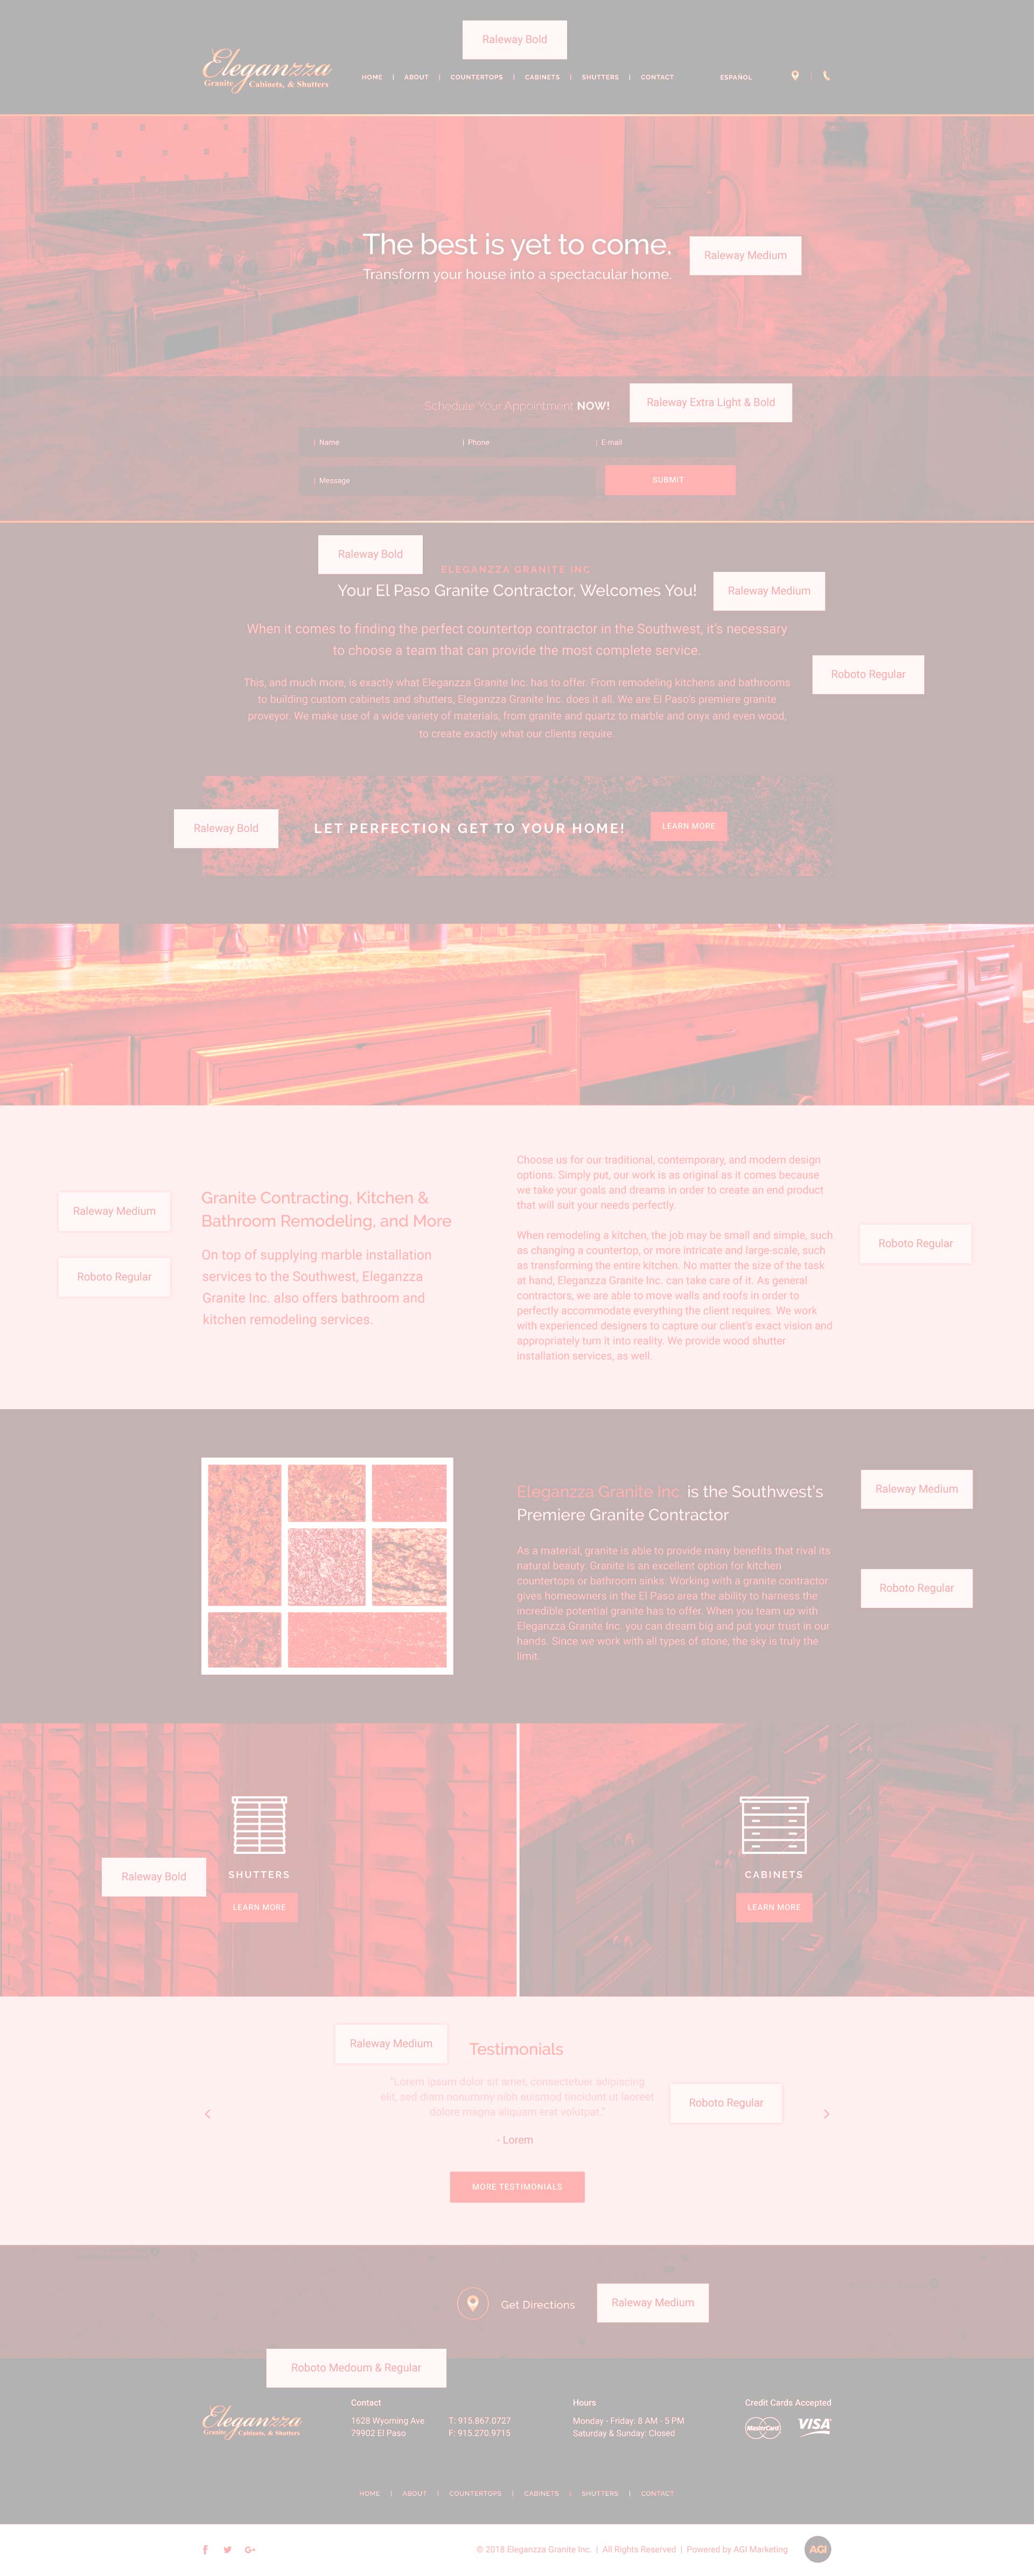 Raleway Bold
Eleganzza
Granite Cabinets, & Shutters
HOME | ABOUT | COUNTERTOPS | CABINETS | SHUTTERS | CONTACT
ESPAÑOL
The best is yet to come.
Raleway Medium
Transform your house into a spectacular home.
Schedule Your Appointment NOW!
Raleway Extra Light & Bold
| Name
| Phone
| E-mail
| Message
SUBMIT
Raleway Bold
ELEGANZZA GRANITE INC
Your El Paso Granite Contractor, Welcomes You!
Raleway Medium
When it comes to finding the perfect countertop contractor in the Southwest, it's necessary
to choose a team that can provide the most complete service.
Roboto Regular
This, and much more, is exactly what Eleganzza Granite Inc. has to offer. From remodeling kitchens and bathrooms
to building custom cabinets and shutters, Eleganzza Granite Inc. does it all. We are El Paso's premiere granite
proveyor. We make use of a wide variety of materials, from granite and quartz to marble and onyx and even wood,
to create exactly what our clients require.
Raleway Bold
LET PERFECTION GET TO YOUR HOME!
LEARN MORE
Raleway Medium
Granite Contracting, Kitchen &
Bathroom Remodeling, and More
Roboto Regular
On top of supplying marble installation
services to the Southwest, Eleganzza
Granite Inc. also offers bathroom and
kitchen remodeling services.
Choose us for our traditional, contemporary, and modern design
options. Simply put, our work is as original as it comes because
we take your goals and dreams in order to create an end product
that will suit your needs perfectly.
When remodeling a kitchen, the job may be small and simple, such
as changing a countertop, or more intricate and large-scale, such
as transforming the entire kitchen. No matter the size of the task
at hand, Eleganzza Granite Inc. can take care of it. As general
contractors, we are able to move walls and roofs in order to
perfectly accommodate everything the client requires. We work
with experienced designers to capture our client's exact vision and
appropriately turn it into reality. We provide wood shutter
installation services, as well.
Roboto Regular
Eleganzza Granite Inc. is the Southwest's
Premiere Granite Contractor
Raleway Medium
As a material, granite is able to provide many benefits that rival its
natural beauty. Granite is an excellent option for kitchen
countertops or bathroom sinks. Working with a granite contractor
gives homeowners in the El Paso area the ability to harness the
incredible potential granite has to offer. When you team up with
Eleganzza Granite Inc. you can dream big and put your trust in our
hands. Since we work with all types of stone, the sky is truly the
limit.
Roboto Regular
Raleway Bold
SHUTTERS
LEARN MORE
CABINETS
LEARN MORE
Raleway Medium
Testimonials
"Lorem ipsum dolor sit amet, consectetuer adipiscing
elit, sed diam nonummy nibh euismod tincidunt ut laoreet
dolore magna aliquam erat volutpat."
Roboto Regular
- Lorem
MORE TESTIMONIALS
Get Directions
Raleway Medium
Roboto Medoum & Regular
Eleganzza
Granite Cabinets, & Shutters
Contact
1628 Wyoming Ave
79902 El Paso
T: 915.867.0727
F: 915.270.9715
Hours
Monday - Friday: 8 AM - 5 PM
Saturday & Sunday: Closed
Credit Cards Accepted
MasterCard
VISA
HOME | ABOUT | COUNTERTOPS | CABINETS | SHUTTERS | CONTACT
f
G+
© 2018 Eleganzza Granite Inc. | All Rights Reserved | Powered by AGI Marketing
AGI